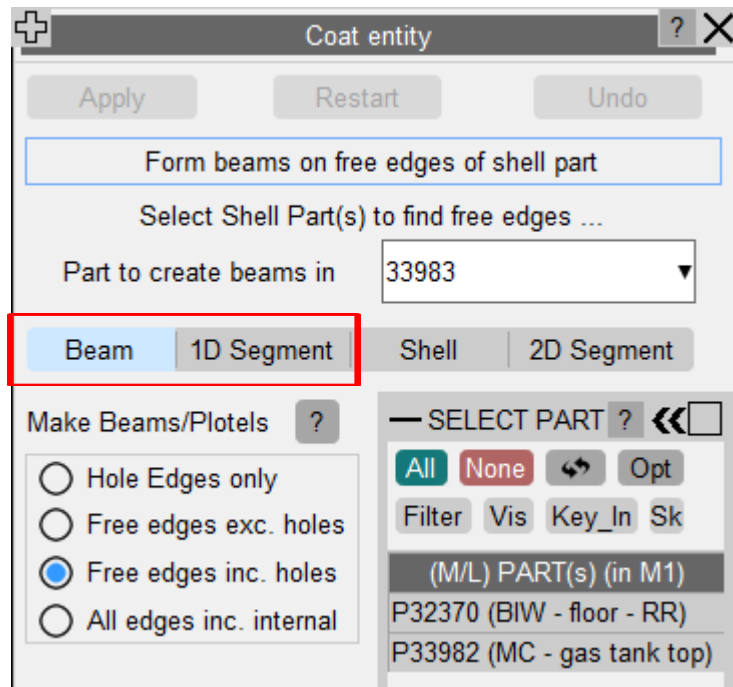 Coat entity ?
Apply Restart Undo
Form beams on free edges of shell part
Select Shell Part(s) to find free edges ...
Part to create beams in 33983
Beam 1D Segment Shell 2D Segment
Make Beams/Plotels ?
Hole Edges only
Free edges exc. holes
Free edges inc. holes
All edges inc. internal
SELECT PART ?
All None Opt
Filter Vis Key_In Sk
(M/L) PART(s) (in M1)
P32370 (BIW - floor - RR)
P33982 (MC - gas tank top)